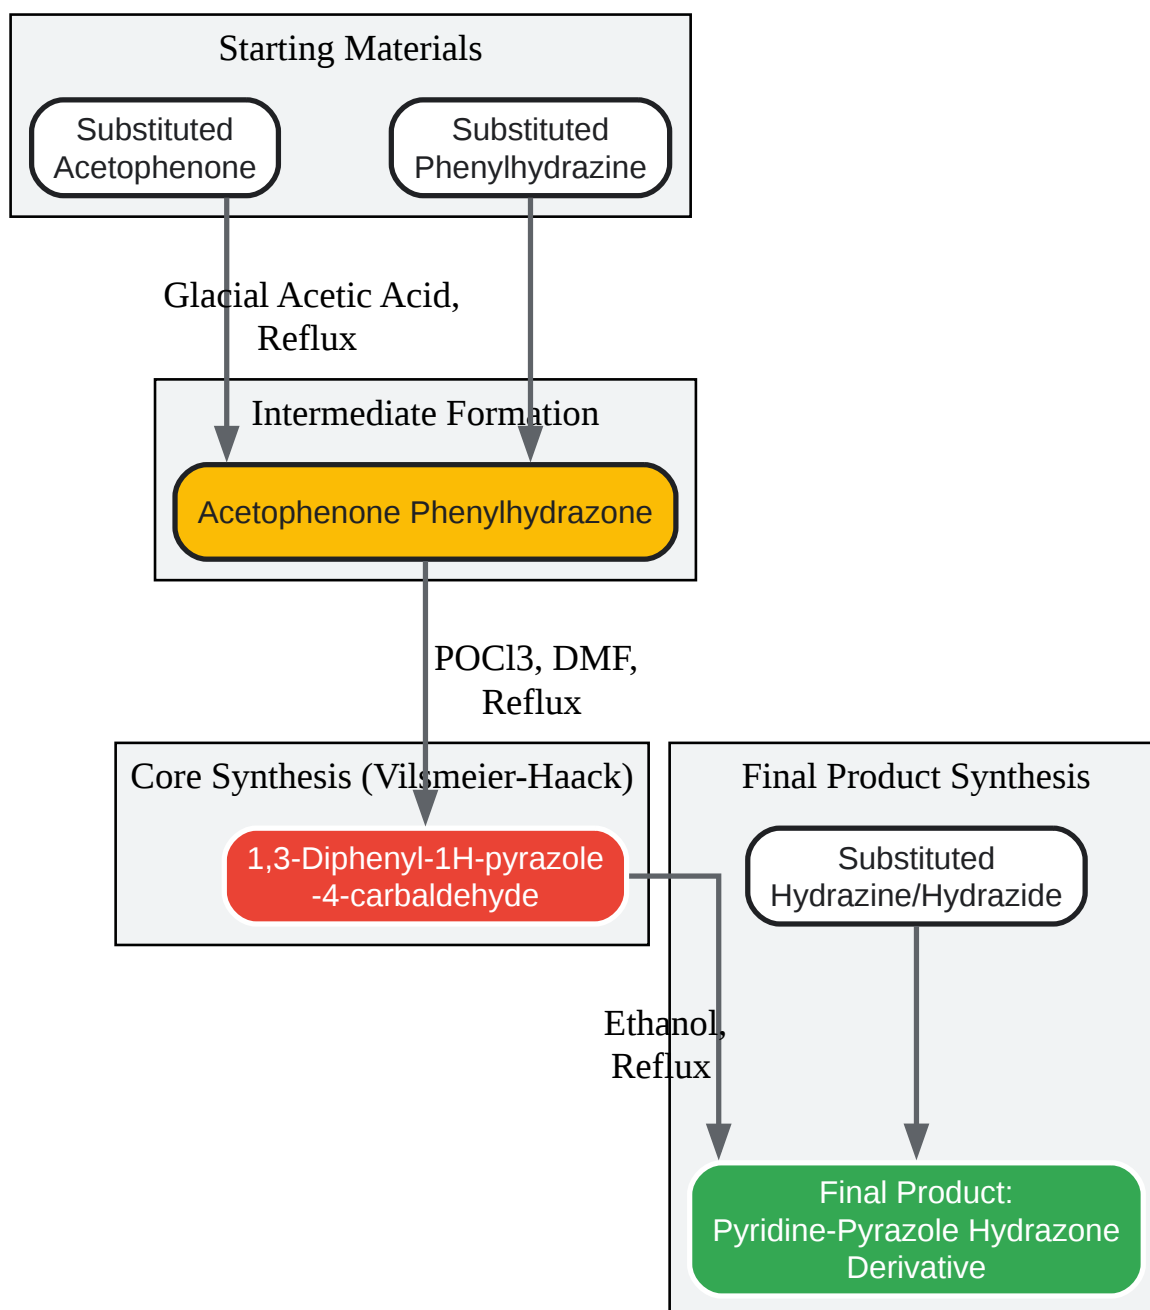 Starting Materials
Substituted
Acetophenone
Substituted
Phenylhydrazine
Glacial Acetic Acid,
Reflux
Intermediate Formation
Acetophenone Phenylhydrazone
POCl3, DMF,
Reflux
Core Synthesis (Vilsmeier-Haack)
1,3-Diphenyl-1H-pyrazole
-4-carbaldehyde
Final Product Synthesis
Substituted
Hydrazine/Hydrazide
Ethanol,
Reflux
Final Product:
Pyridine-Pyrazole Hydrazone
Derivative